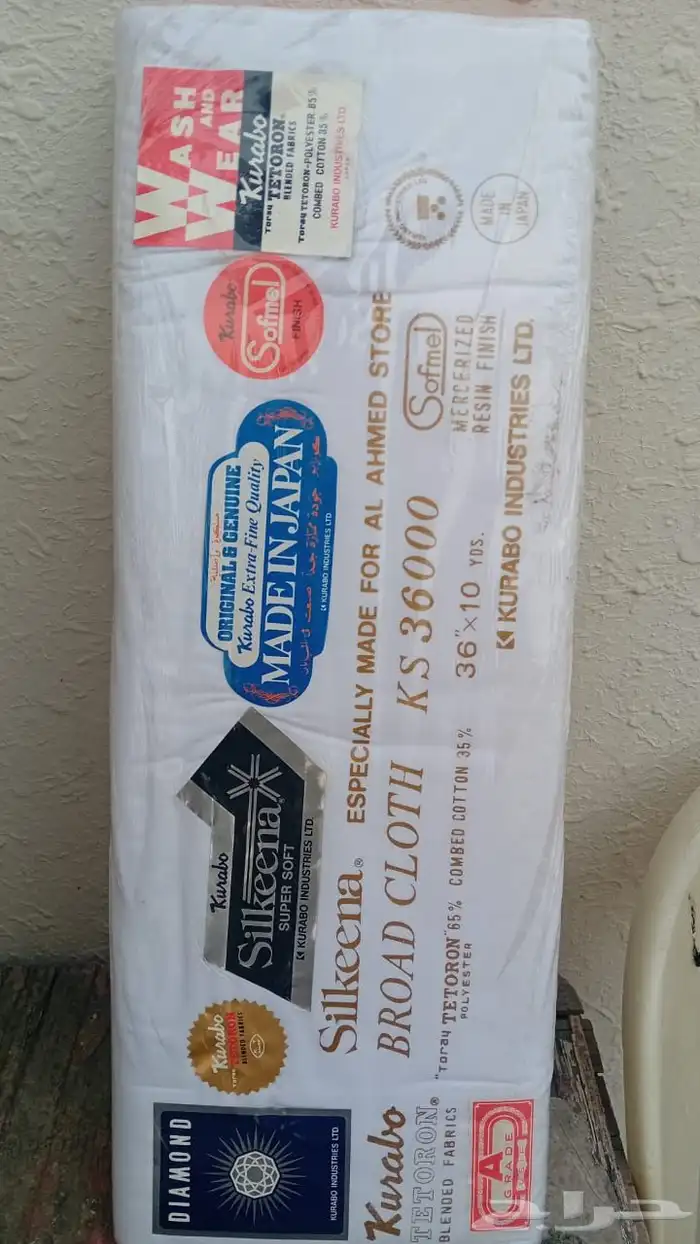 WASH
AND
WEAR
Kurabo
Toray TETORON®
BLENDED FABRICS
Toray TETORON-POLYESTER 65%
COMBED COTTON 35%
KURABO INDUSTRIES LTD.
MADE
IN
JAPAN
Kurabo
Sofmel
FINISH
Sofmel
MERCERIZED
RESIN FINISH
ORIGINAL & GENUINE
Kurabo Extra-Fine Quality
MADE IN JAPAN
KURABO INDUSTRIES LTD
Kurabo
Silkeena®
SUPER SOFT
KURABO INDUSTRIES LTD.
Silkeena® ESPECIALLY MADE FOR AL AHMED STORE
BROAD CLOTH KS 36000
"Toray TETORON" 65% COMBED COTTON 35%
POLYESTER
36"×10 YDS.
KURABO INDUSTRIES LTD.
Kurabo
Toray TETORON
BLENDED FABRICS
DIAMOND
KURABO INDUSTRIES LTD
Kurabo
TETORON®
BLENDED FABRICS
A
GRADE
حراج